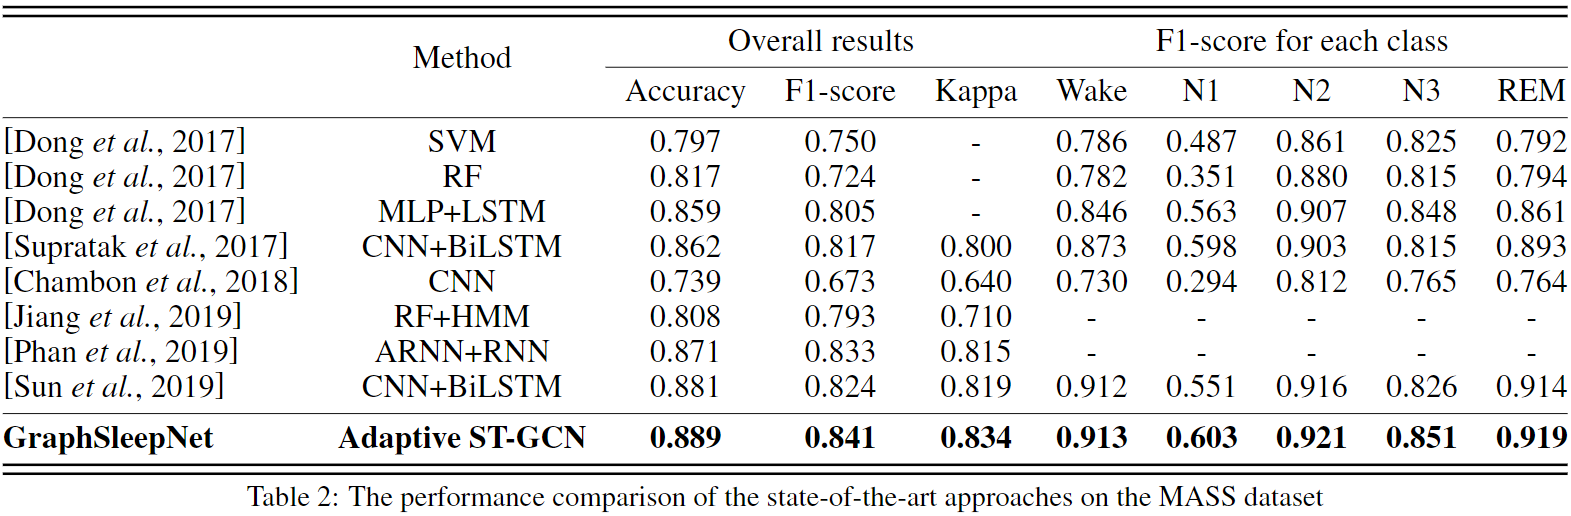 Method Overall results F1-score for each class
Accuracy F1-score Kappa Wake N1 N2 N3 REM
[Dong et al., 2017] SVM 0.797 0.750 - 0.786 0.487 0.861 0.825 0.792
[Dong et al., 2017] RF 0.817 0.724 - 0.782 0.351 0.880 0.815 0.794
[Dong et al., 2017] MLP+LSTM 0.859 0.805 - 0.846 0.563 0.907 0.848 0.861
[Supratak et al., 2017] CNN+BiLSTM 0.862 0.817 0.800 0.873 0.598 0.903 0.815 0.893
[Chambon et al., 2018] CNN 0.739 0.673 0.640 0.730 0.294 0.812 0.765 0.764
[Jiang et al., 2019] RF+HMM 0.808 0.793 0.710 - - - - -
[Phan et al., 2019] ARNN+RNN 0.871 0.833 0.815 - - - - -
[Sun et al., 2019] CNN+BiLSTM 0.881 0.824 0.819 0.912 0.551 0.916 0.826 0.914
GraphSleepNet Adaptive ST-GCN 0.889 0.841 0.834 0.913 0.603 0.921 0.851 0.919
Table 2: The performance comparison of the state-of-the-art approaches on the MASS dataset